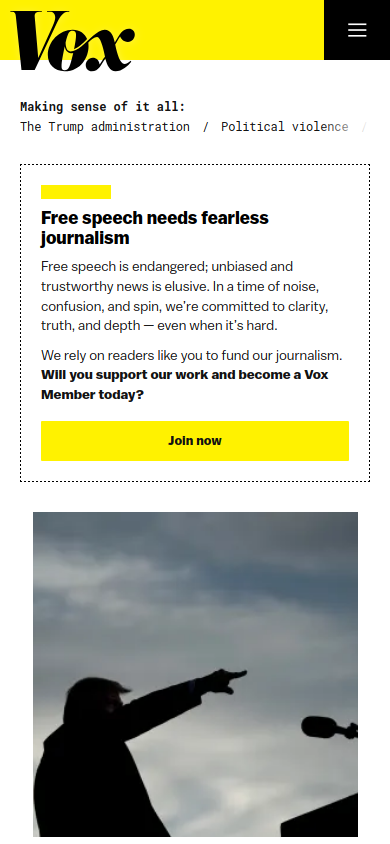 Vox
Making sense of it all:
The Trump administration / Political violence /
Free speech needs fearless
journalism
Free speech is endangered; unbiased and
trustworthy news is elusive. In a time of noise,
confusion, and spin, we’re committed to clarity,
truth, and depth — even when it’s hard.
We rely on readers like you to fund our journalism.
Will you support our work and become a Vox
Member today?
Join now